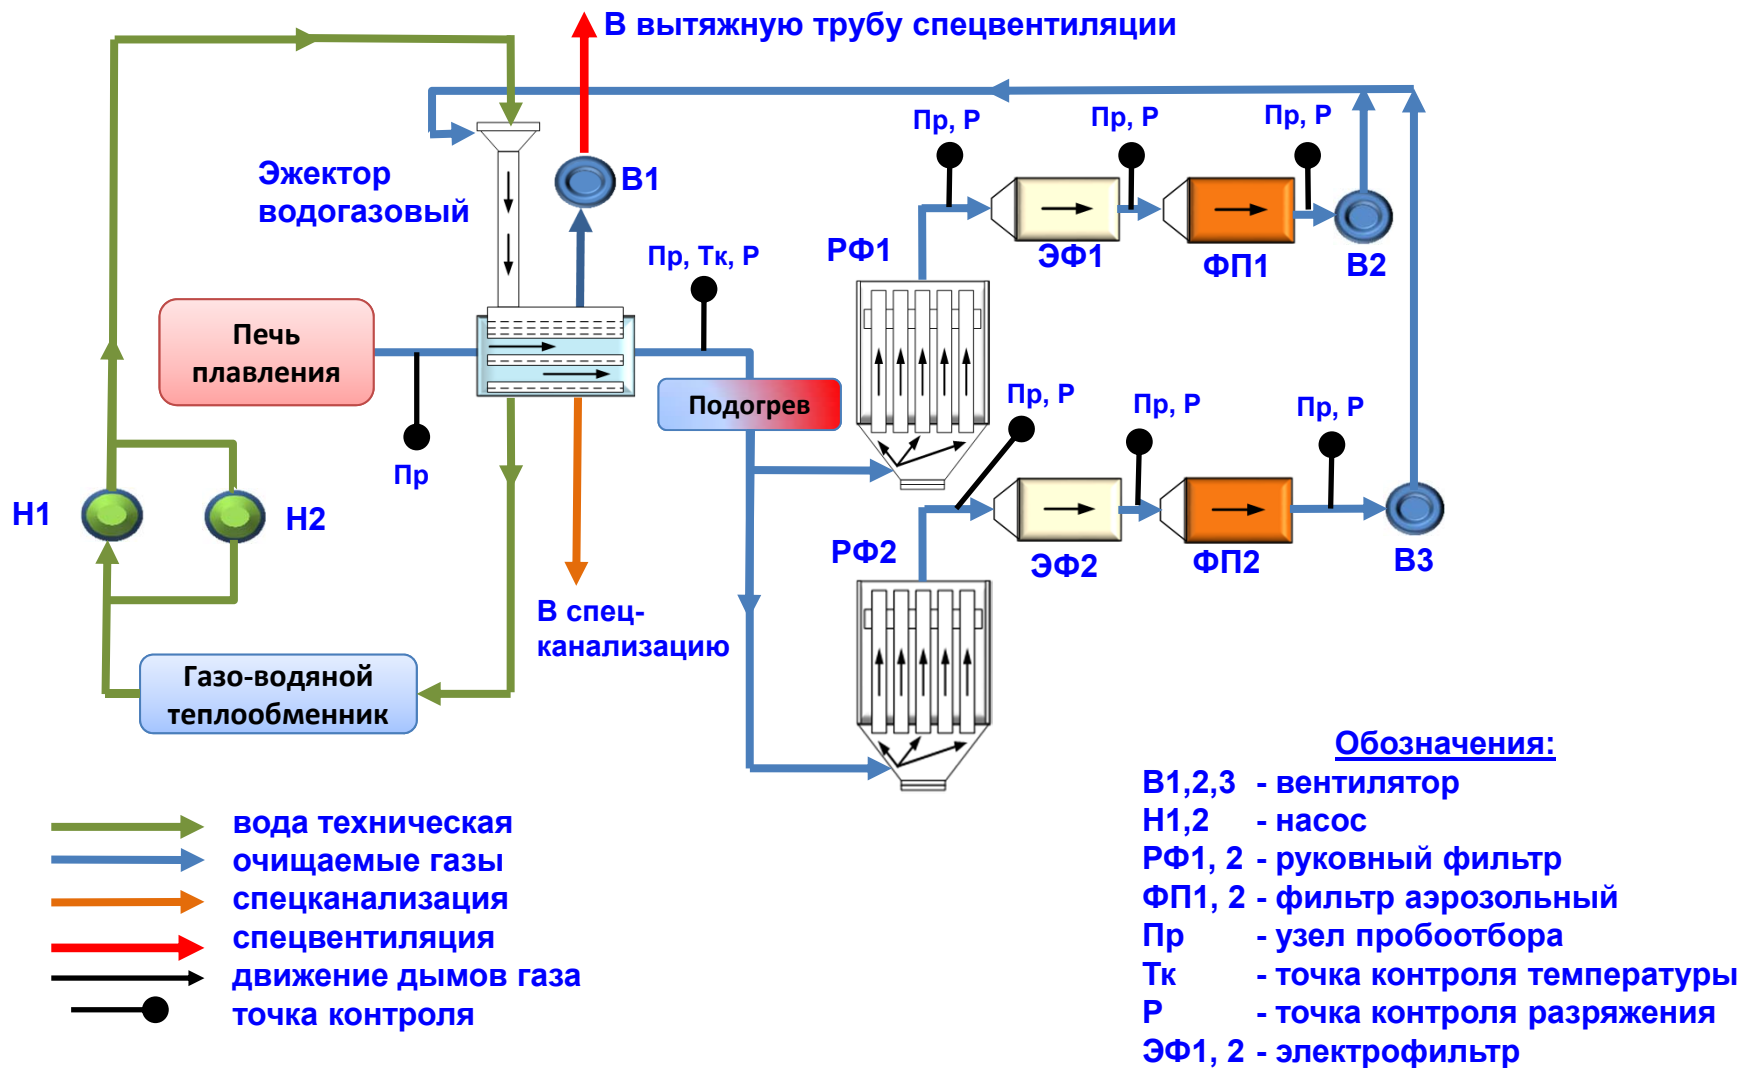 В вытяжную трубу спецвентиляции
Пр, Р
Пр, Р
Пр, Р
Эжектор
водогазовый
В1
Пр, Тк, Р
РФ1
ЭФ1
ФП1
В2
Печь
плавления
Подогрев
Пр, Р
Пр, Р
Пр, Р
Пр
Н1
Н2
РФ2
ЭФ2
ФП2
В3
В спец-
канализацию
Газо-водяной
теплообменник
Обозначения:
В1,2,3 - вентилятор
Н1,2 - насос
РФ1, 2 - руковный фильтр
ФП1, 2 - фильтр аэрозольный
Пр - узел пробоотбора
Тк - точка контроля температуры
Р - точка контроля разряжения
ЭФ1, 2 - электрофильтр
вода техническая
очищаемые газы
спецканализация
спецвентиляция
движение дымов газа
точка контроля